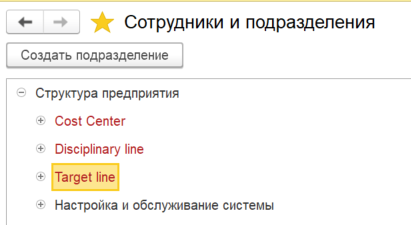 Сотрудники и подразделения
Создать подразделение
Структура предприятия
Cost Center
Disciplinary line
Target line
Настройка и обслуживание системы